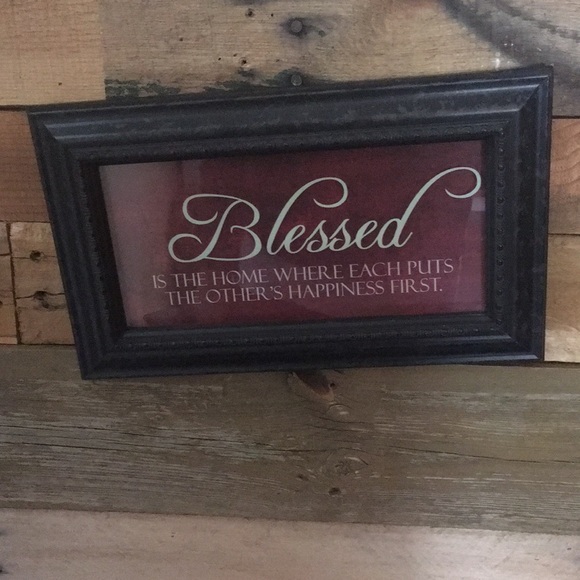 Blessed
IS THE HOME WHERE EACH PUTS
THE OTHER'S HAPPINESS FIRST.